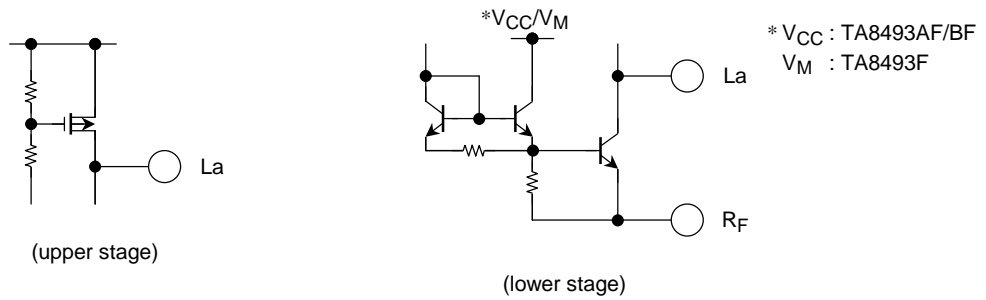 *VCC/VM
* VCC : TA8493AF/BF
VM : TA8493F
La
La
RF
(upper stage)
(lower stage)